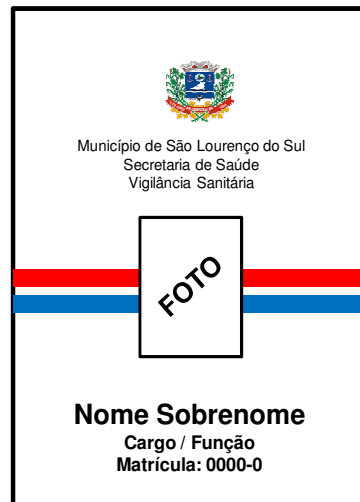 Município de São Lourenço do Sul
Secretaria de Saúde
Vigilância Sanitária
FOTO
Nome Sobrenome
Cargo / Função
Matrícula: 0000-0